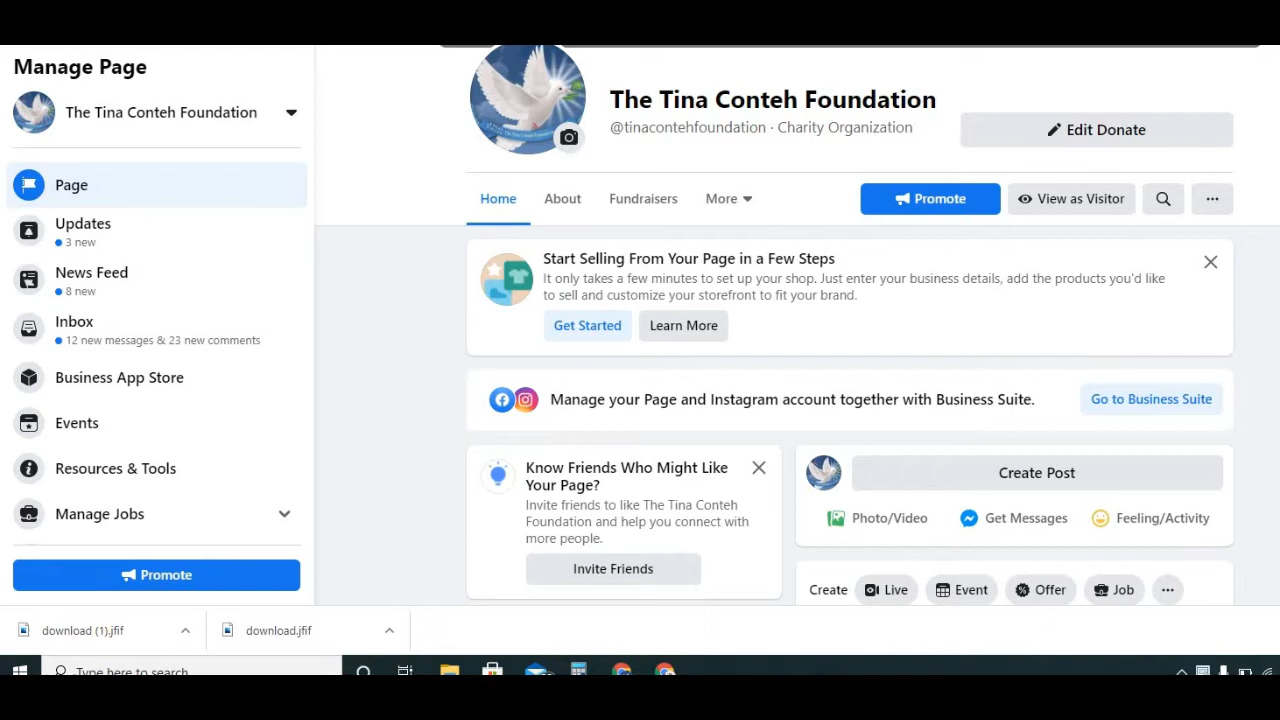 Manage Page
The Tina Conteh Foundation
Page
Updates
3 new
News Feed
8 new
Inbox
12 new messages & 23 new comments
Business App Store
Events
Resources & Tools
Manage Jobs
Promote
The Tina Conteh Foundation
@tinacontehfoundation · Charity Organization
Edit Donate
Home
About
Fundraisers
More
Promote
View as Visitor
Start Selling From Your Page in a Few Steps
It only takes a few minutes to set up your shop. Just enter your business details, add the products you'd like
to sell and customize your storefront to fit your brand.
Get Started
Learn More
Manage your Page and Instagram account together with Business Suite.
Go to Business Suite
Know Friends Who Might Like
Your Page?
Invite friends to like The Tina Conteh
Foundation and help you connect with
more people.
Invite Friends
Create Post
Photo/Video
Get Messages
Feeling/Activity
Create
Live
Event
Offer
Job
download (1).jfif
download.jfif
Type here to search